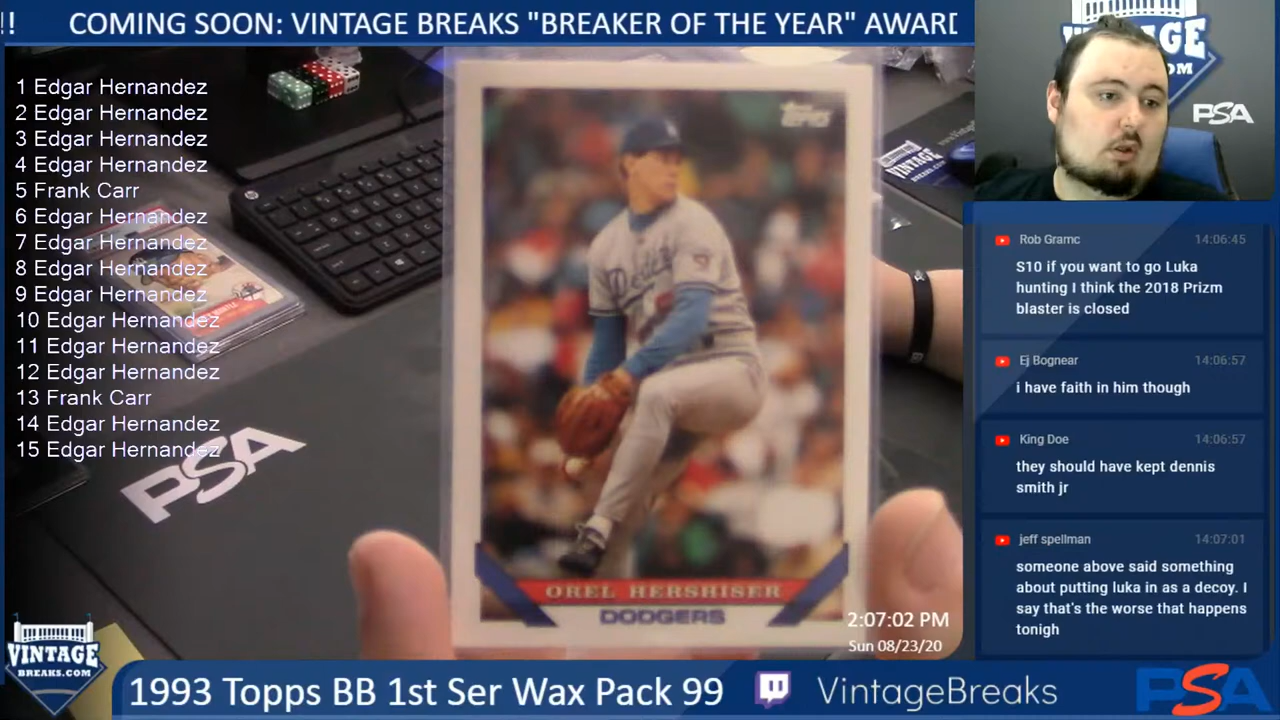 !! COMING SOON: VINTAGE BREAKS "BREAKER OF THE YEAR" AWARD
1 Edgar Hernandez
2 Edgar Hernandez
3 Edgar Hernandez
4 Edgar Hernandez
5 Frank Carr
6 Edgar Hernandez
7 Edgar Hernandez
8 Edgar Hernandez
9 Edgar Hernandez
10 Edgar Hernandez
11 Edgar Hernandez
12 Edgar Hernandez
13 Frank Carr
14 Edgar Hernandez
15 Edgar Hernandez
PSA
hp
Topps
Dodgers
OREL HERSHISER
DODGERS
VINTAGE
BREAKS.COM
PSA
Rob Gramc 14:06:45
S10 if you want to go Luka
hunting I think the 2018 Prizm
blaster is closed
Ej Bognear 14:06:57
i have faith in him though
King Doe 14:06:57
they should have kept dennis
smith jr
jeff spellman 14:07:01
someone above said something
about putting luka in as a decoy. I
say that's the worse that happens
tonigh
2:07:02 PM
Sun 08/23/20
VINTAGE
BREAKS.COM
1993 Topps BB 1st Ser Wax Pack 99
VintageBreaks
PSA